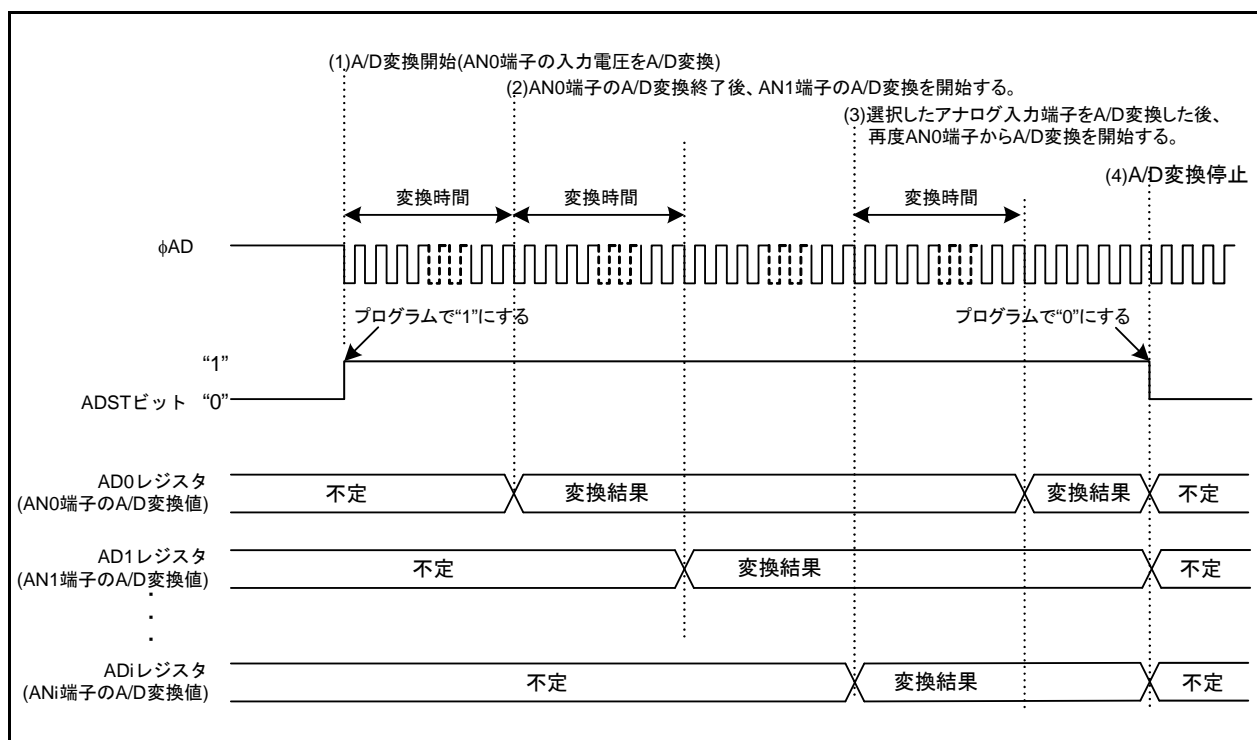 (1)A/D変換開始(AN0端子の入力電圧をA/D変換)
(2)AN0端子のA/D変換終了後、AN1端子のA/D変換を開始する。
(3)選択したアナログ入力端子をA/D変換した後、
再度AN0端子からA/D変換を開始する。
(4)A/D変換停止
変換時間
変換時間
変換時間
φAD
プログラムで“1”にする
プログラムで“0”にする
“1”
ADSTビット “0”
AD0レジスタ
(AN0端子のA/D変換値)
不定
変換結果
変換結果
不定
AD1レジスタ
(AN1端子のA/D変換値)
不定
変換結果
不定
・
・
・
ADiレジスタ
(ANi端子のA/D変換値)
不定
変換結果
不定